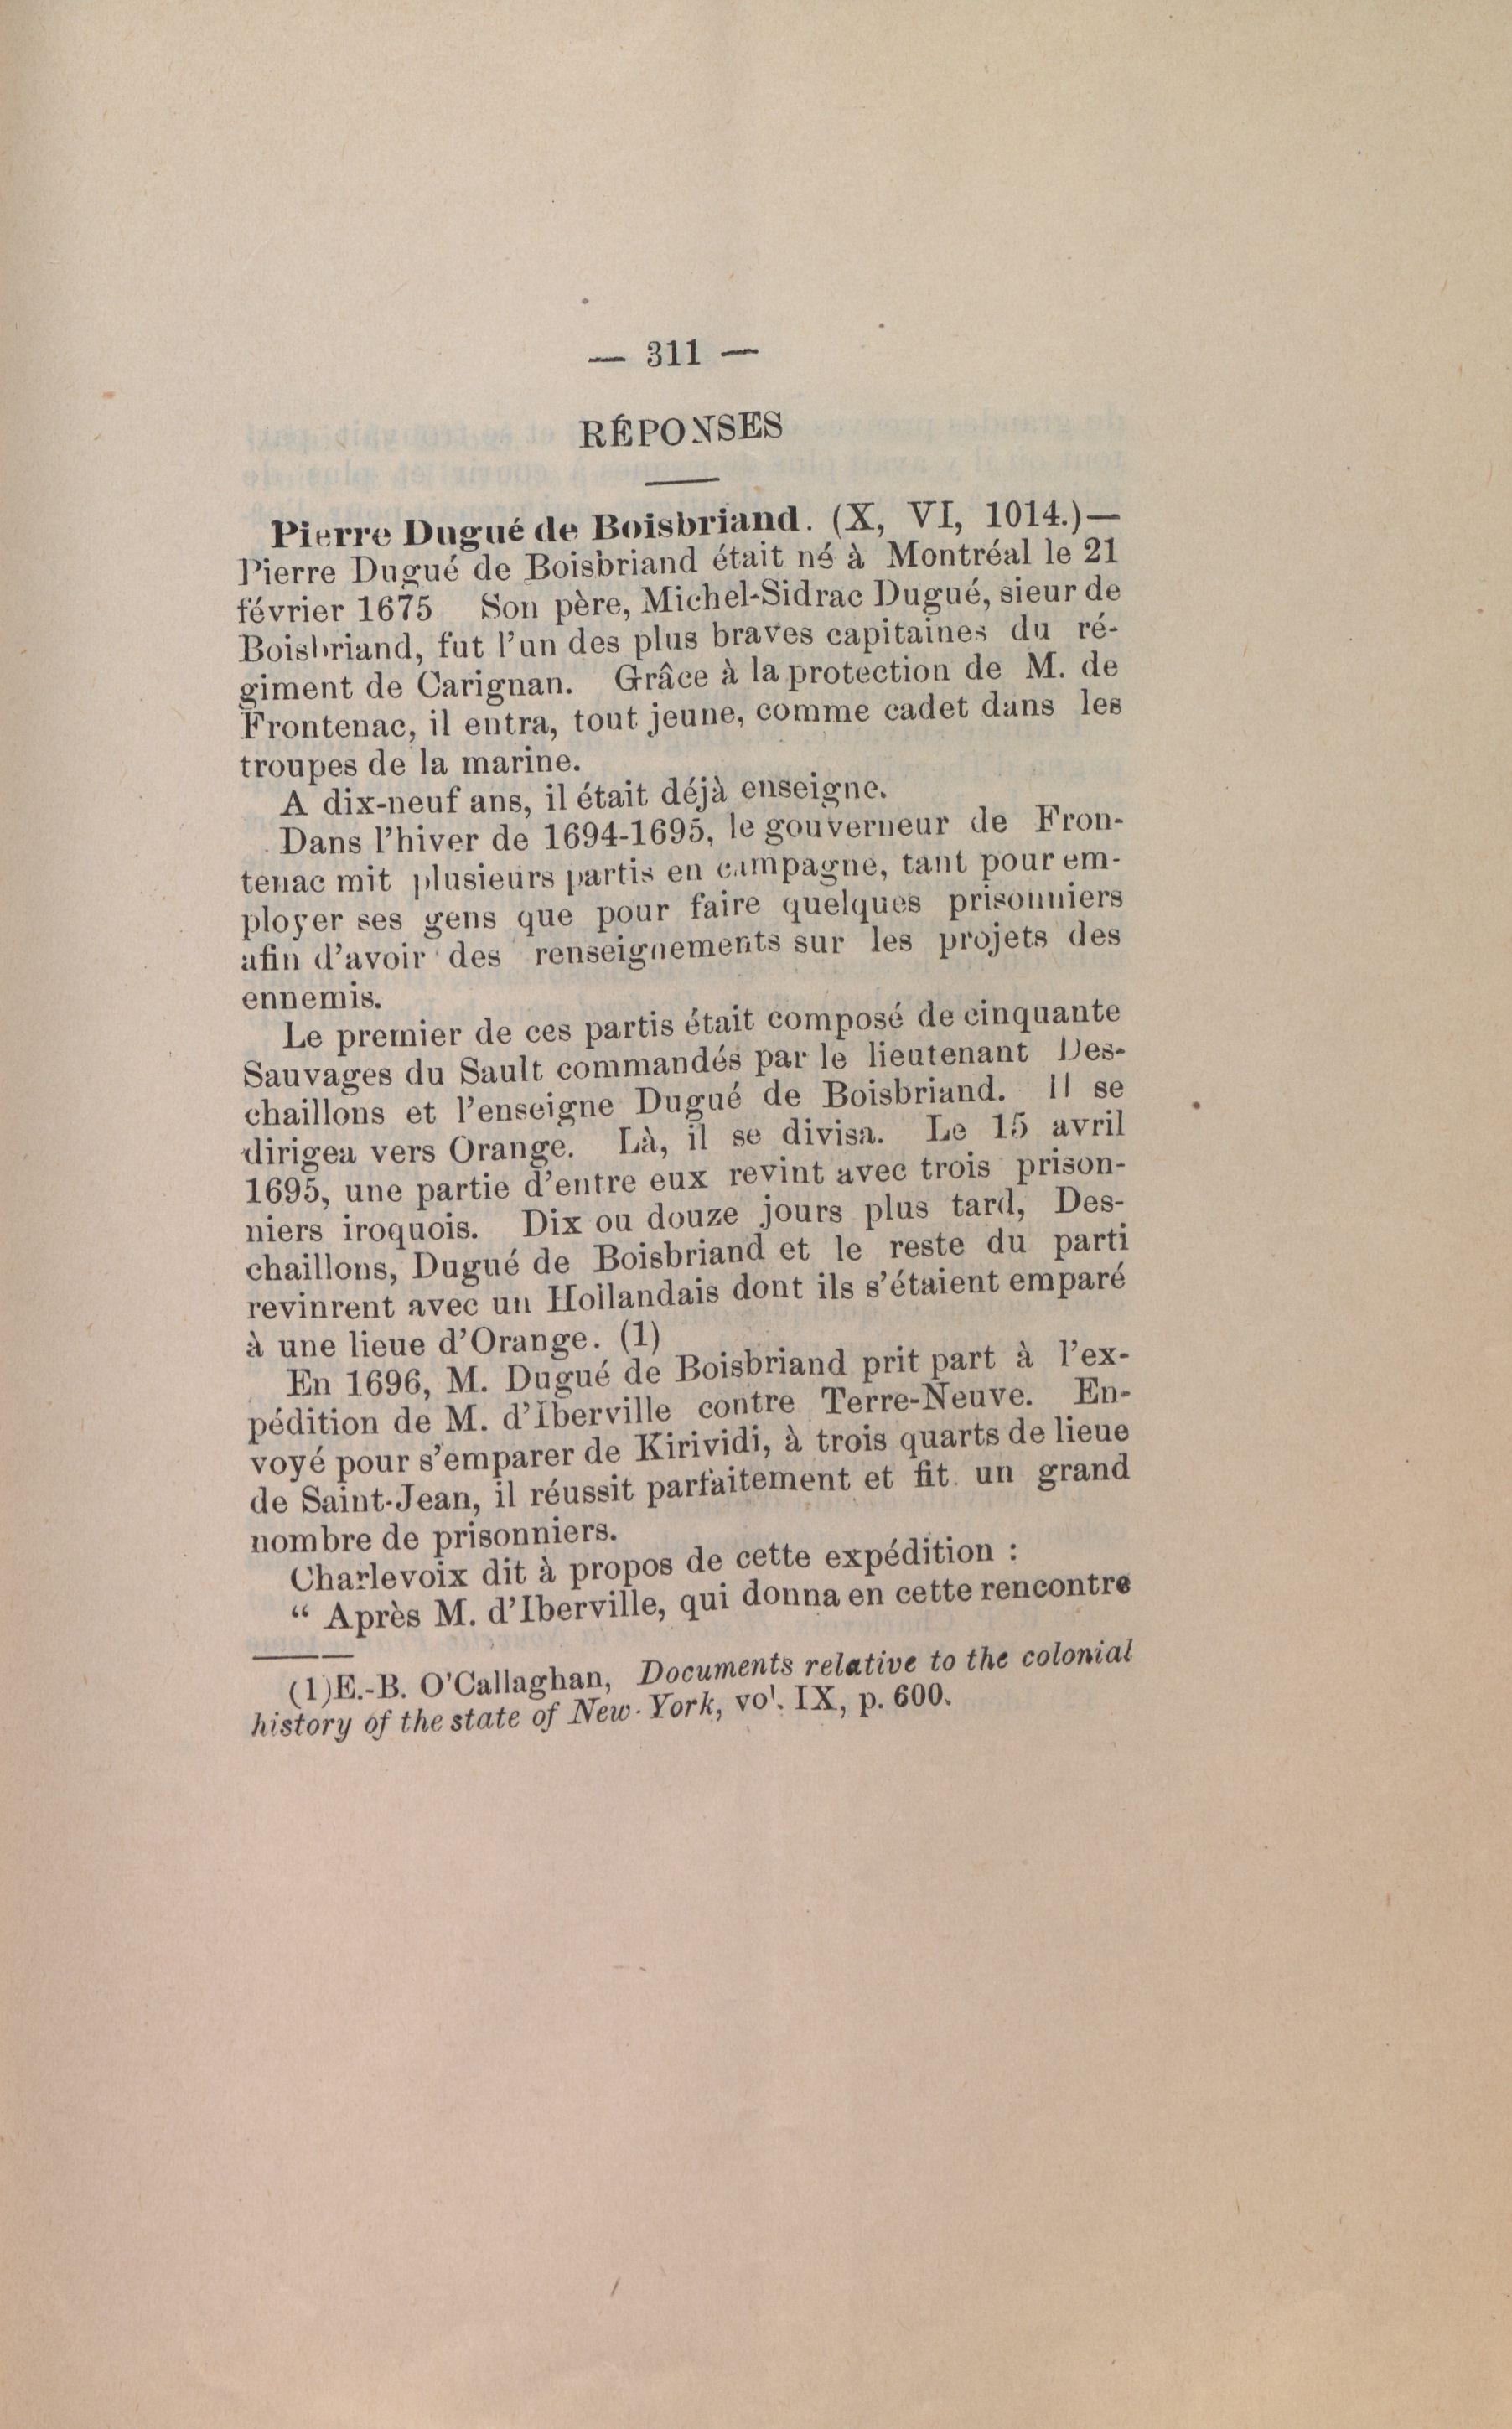 — 311 —
RÉPONSES
Pierre Dugué de Boisbriand. (X, VI, 1014.)—
Pierre Dugué de Boisbriand était né à Montréal le 21
février 1675 Son père, Michel-Sidrac Dugué, sieur de
Boisbriand, fut l'un des plus braves capitaines du ré-
giment de Carignan. Grâce à la protection de M. de
Frontenac, il entra, tout jeune, comme cadet dans les
troupes de la marine.
A dix-neuf ans, il était déjà enseigne.
Dans l'hiver de 1694-1695, le gouverneur de Fron-
tenac mit plusieurs partis en campagne, tant pour em-
ployer ses gens que pour faire quelques prisonniers
afin d'avoir des renseignements sur les projets des
ennemis.
Le premier de ces partis était composé de cinquante
Sauvages du Sault commandés par le lieutenant Des-
chaillons et l'enseigne Dugué de Boisbriand. Il se
dirigea vers Orange. Là, il se divisa. Le 15 avril
1695, une partie d'entre eux revint avec trois prison-
niers iroquois. Dix ou douze jours plus tard, Des-
chaillons, Dugué de Boisbriand et le reste du parti
revinrent avec un Hollandais dont ils s'étaient emparé
à une lieue d'Orange. (1)
En 1696, M. Dugué de Boisbriand prit part à l'ex-
pédition de M. d'Iberville contre Terre-Neuve. En-
voyé pour s'emparer de Kirividi, à trois quarts de lieue
de Saint-Jean, il réussit parfaitement et fit un grand
nombre de prisonniers.
Charlevoix dit à propos de cette expédition :
“ Après M. d'Iberville, qui donna en cette rencontre
(1) E.-B. O'Callaghan, Documents relative to the colonial
history of the state of New-York, vol. IX, p. 600.